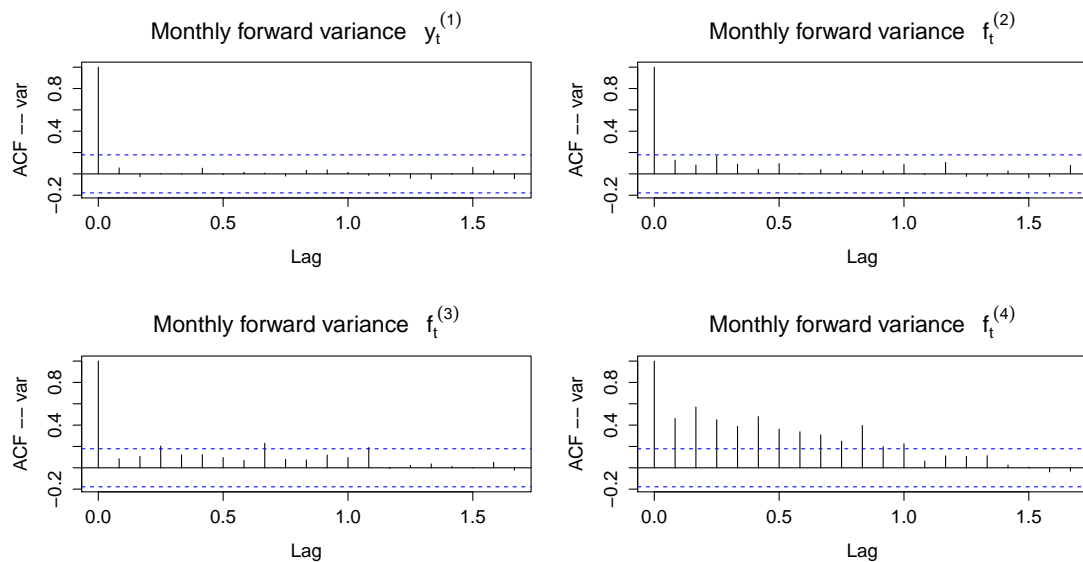 Monthly forward variance y_t^(1)
ACF −− var
−0.2 0.4 0.8
0.0 0.5 1.0 1.5
Lag
Monthly forward variance f_t^(2)
ACF −− var
−0.2 0.4 0.8
0.0 0.5 1.0 1.5
Lag
Monthly forward variance f_t^(3)
ACF −− var
−0.2 0.4 0.8
0.0 0.5 1.0 1.5
Lag
Monthly forward variance f_t^(4)
ACF −− var
−0.2 0.4 0.8
0.0 0.5 1.0 1.5
Lag